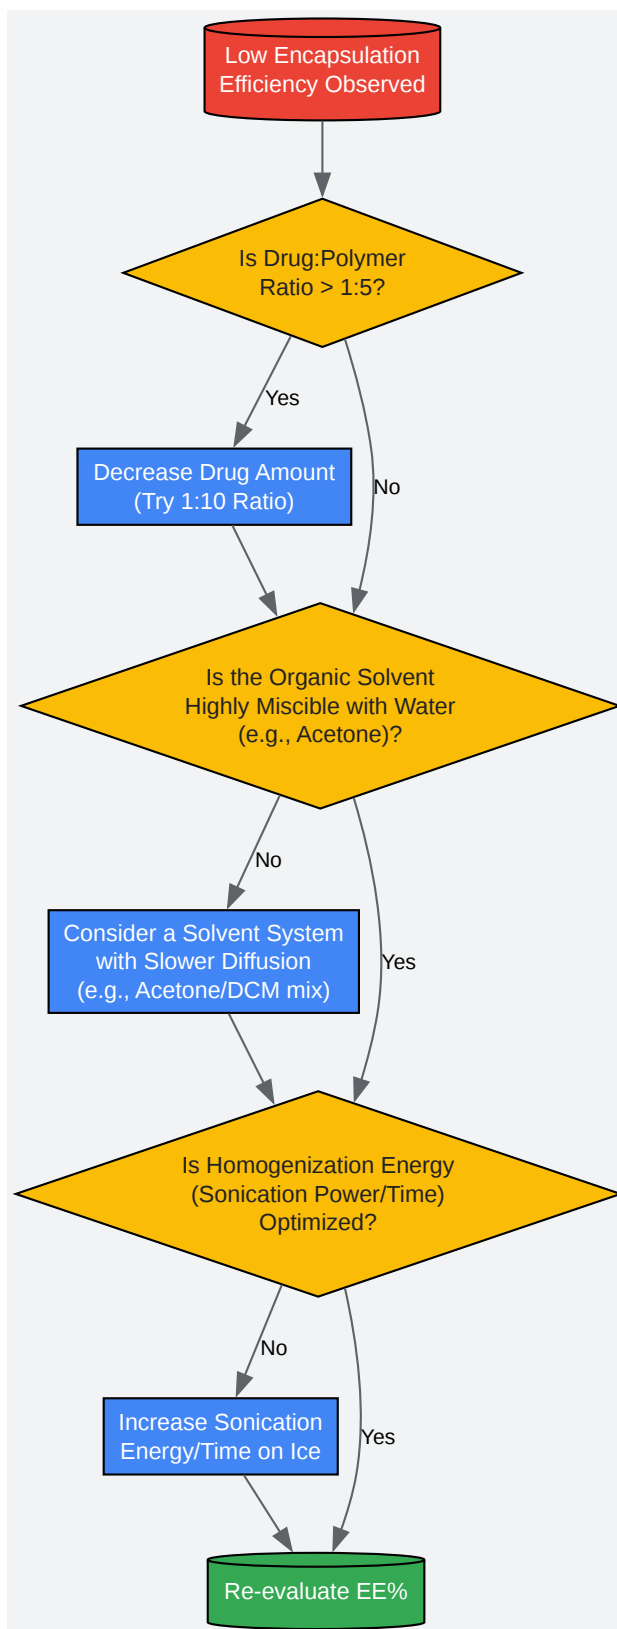 Low Encapsulation
Efficiency Observed
Is Drug:Polymer
Ratio > 1:5?
Yes
Decrease Drug Amount
(Try 1:10 Ratio)
No
Is the Organic Solvent
Highly Miscible with Water
(e.g., Acetone)?
No
Consider a Solvent System
with Slower Diffusion
(e.g., Acetone/DCM mix)
Yes
Is Homogenization Energy
(Sonication Power/Time)
Optimized?
No
Increase Sonication
Energy/Time on Ice
Yes
Re-evaluate EE%